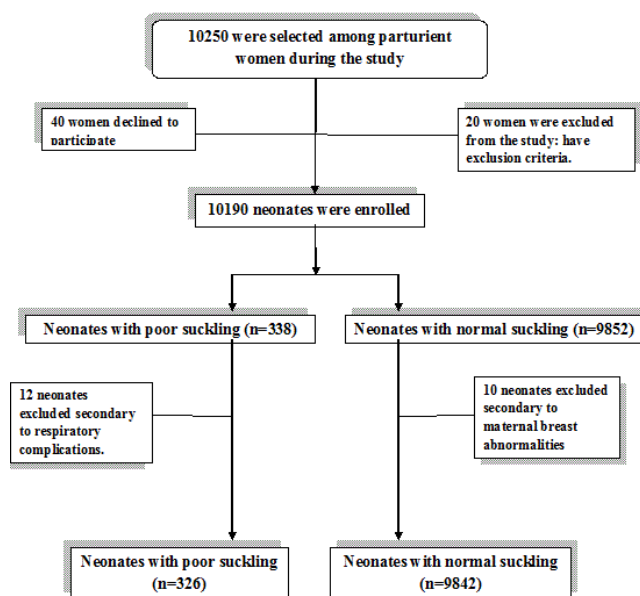 10250 were selected among parturient
women during the study
40 women declined to
participate
20 women were excluded
from the study: have
exclusion criteria.
10190 neonates were enrolled
Neonates with poor suckling (n=338)
Neonates with normal suckling (n=9852)
12 neonates
excluded secondary
to respiratory
complications.
10 neonates excluded
secondary to
maternal breast
abnormalities
Neonates with poor suckling
(n=326)
Neonates with normal suckling
(n=9842)